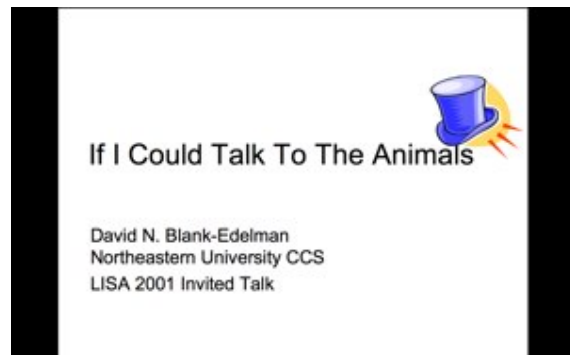 If I Could Talk To The Animals
David N. Blank-Edelman
Northeastern University CCS
LISA 2001 Invited Talk